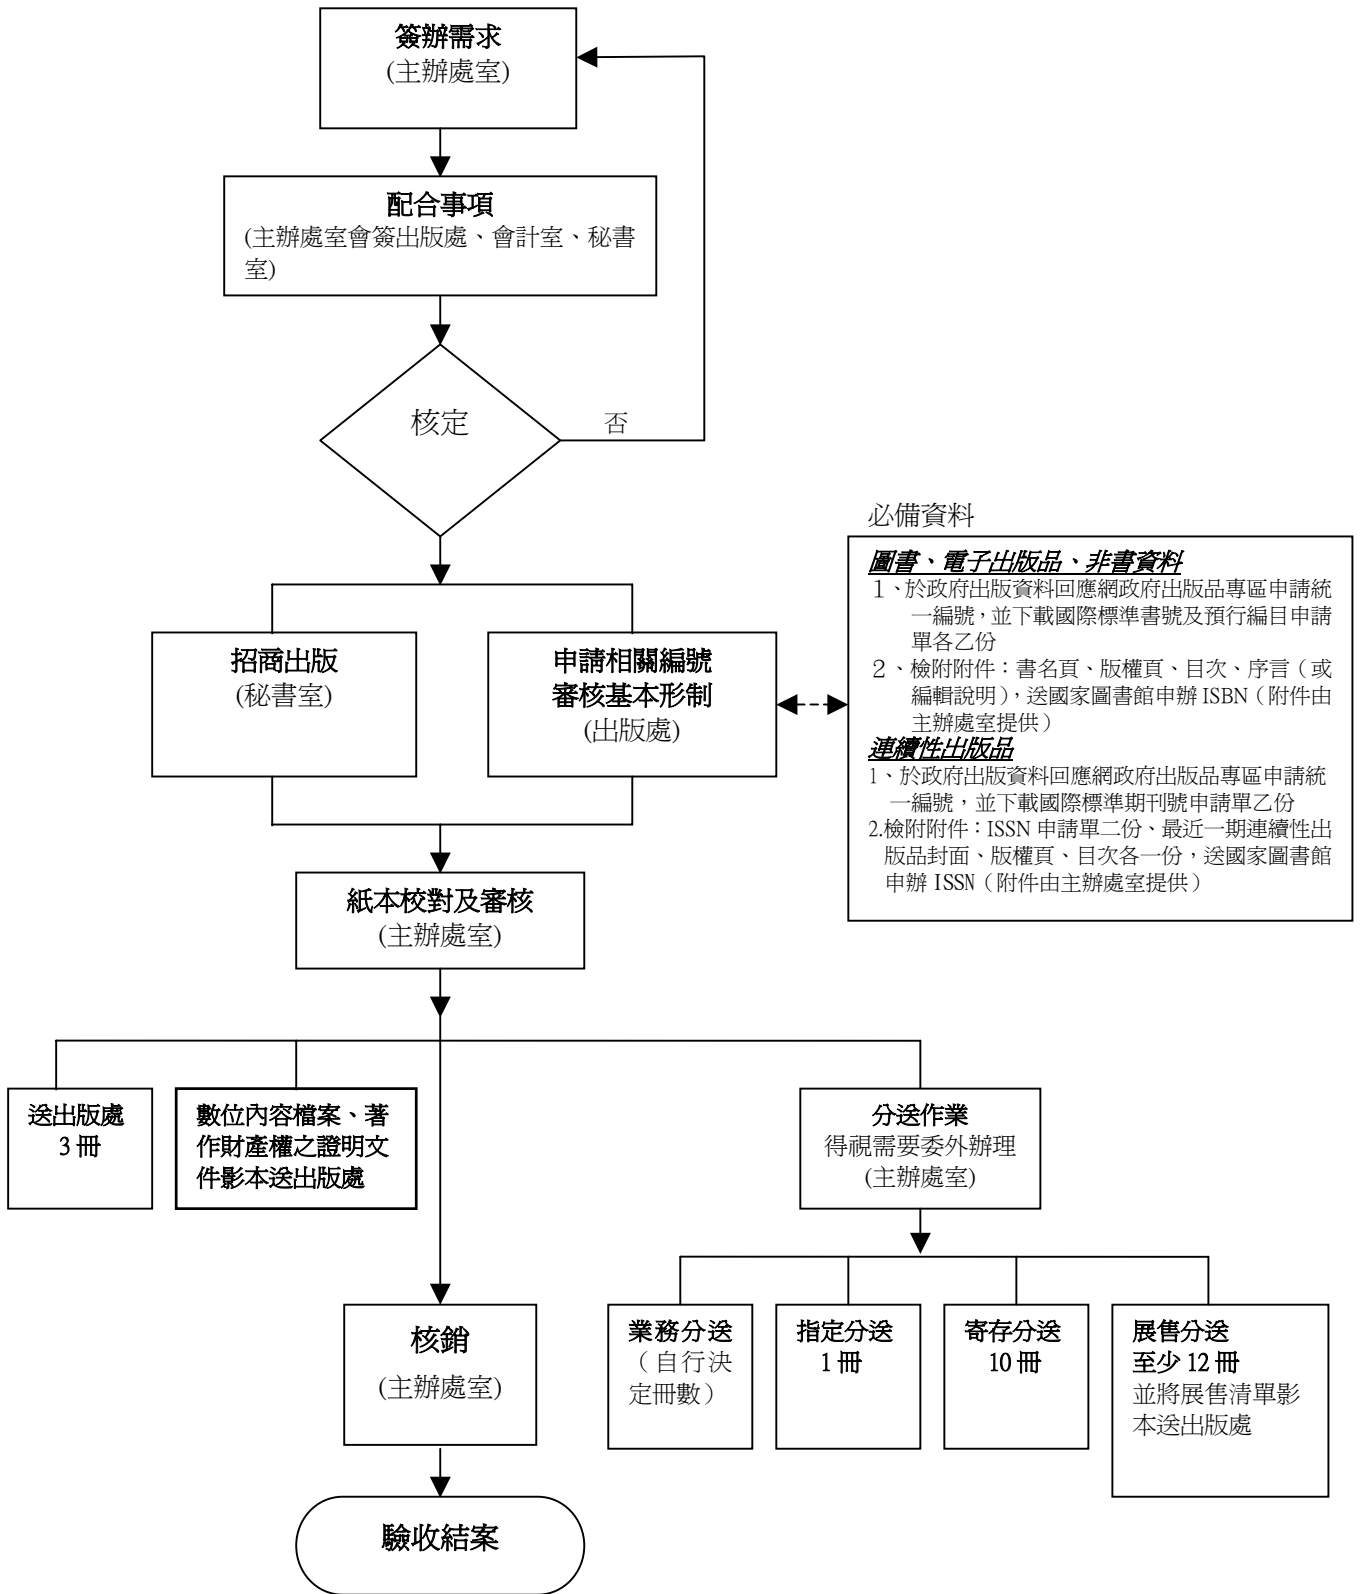 簽辦需求
(主辦處室)
配合事項
(主辦處室會簽出版處、會計室、秘書
室)
核定
否
必備資料
圖書、電子出版品、非書資料
１、於政府出版資料回應網政府出版品專區申請統
一編號，並下載國際標準書號及預行編目申請
單各乙份
２、檢附附件：書名頁、版權頁、目次、序言（或
編輯說明），送國家圖書館申辦 ISBN（附件由
主辦處室提供）
連續性出版品
1、於政府出版資料回應網政府出版品專區申請統
一編號，並下載國際標準期刊號申請單乙份
2.檢附附件：ISSN 申請單二份、最近一期連續性出
版品封面、版權頁、目次各一份，送國家圖書館
申辦 ISSN（附件由主辦處室提供）
招商出版
(秘書室)
申請相關編號
審核基本形制
(出版處)
紙本校對及審核
(主辦處室)
送出版處
3 冊
數位內容檔案、著
作財產權之證明文
件影本送出版處
分送作業
得視需要委外辦理
(主辦處室)
核銷
(主辦處室)
業務分送
（自行決
定冊數）
指定分送
1 冊
寄存分送
10 冊
展售分送
至少 12 冊
並將展售清單影
本送出版處
驗收結案